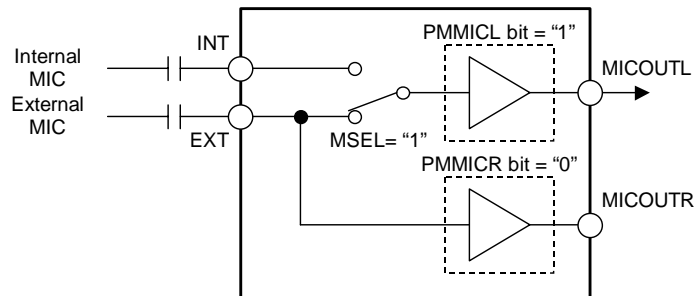 PMMICL bit = “1”
INT
MICOUTL
Internal
MIC
External
MIC
EXT
MSEL= “1”
PMMICR bit = “0”
MICOUTR